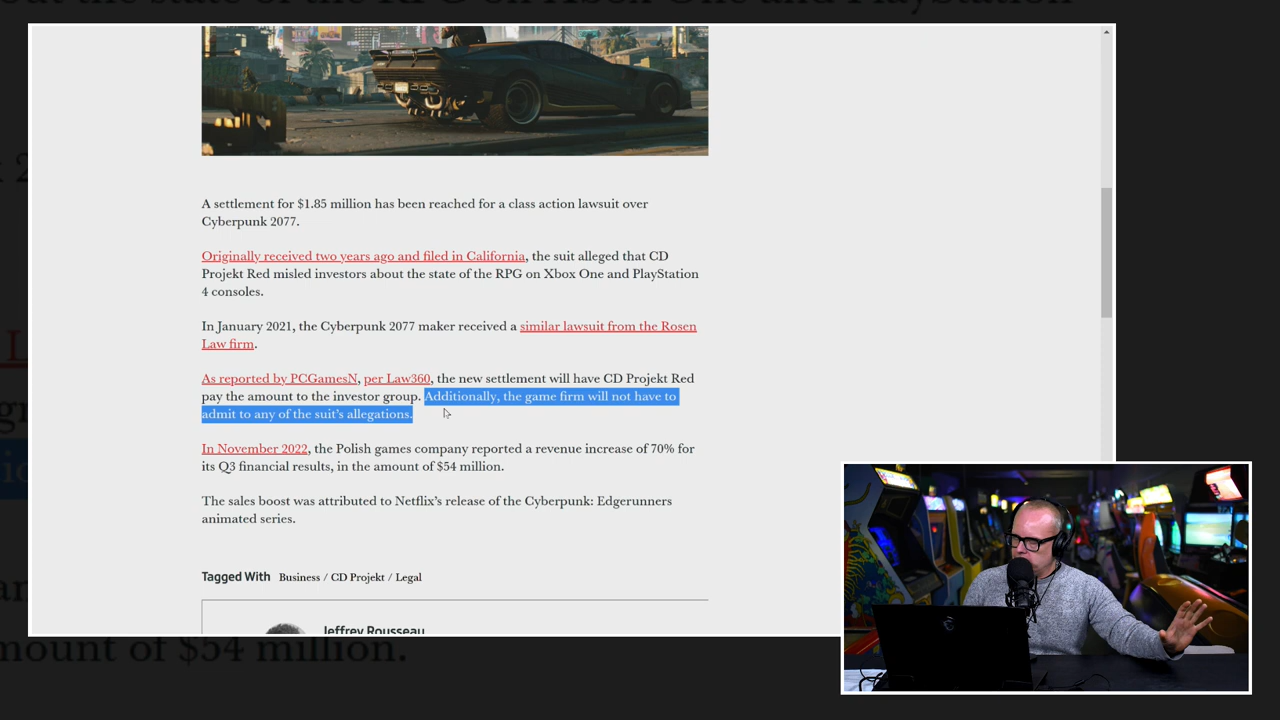 A settlement for $1.85 million has been reached for a class action lawsuit over
Cyberpunk 2077.
Originally received two years ago and filed in California, the suit alleged that CD
Projekt Red misled investors about the state of the RPG on Xbox One and PlayStation
4 consoles.
In January 2021, the Cyberpunk 2077 maker received a similar lawsuit from the Rosen
Law firm.
As reported by PCGamesN, per Law360, the new settlement will have CD Projekt Red
pay the amount to the investor group. Additionally, the game firm will not have to
admit to any of the suit's allegations.
In November 2022, the Polish games company reported a revenue increase of 70% for
its Q3 financial results, in the amount of $54 million.
The sales boost was attributed to Netflix's release of the Cyberpunk: Edgerunners
animated series.
Tagged With Business / CD Projekt / Legal
Jeffrey Rousseau
mount of $54 million.